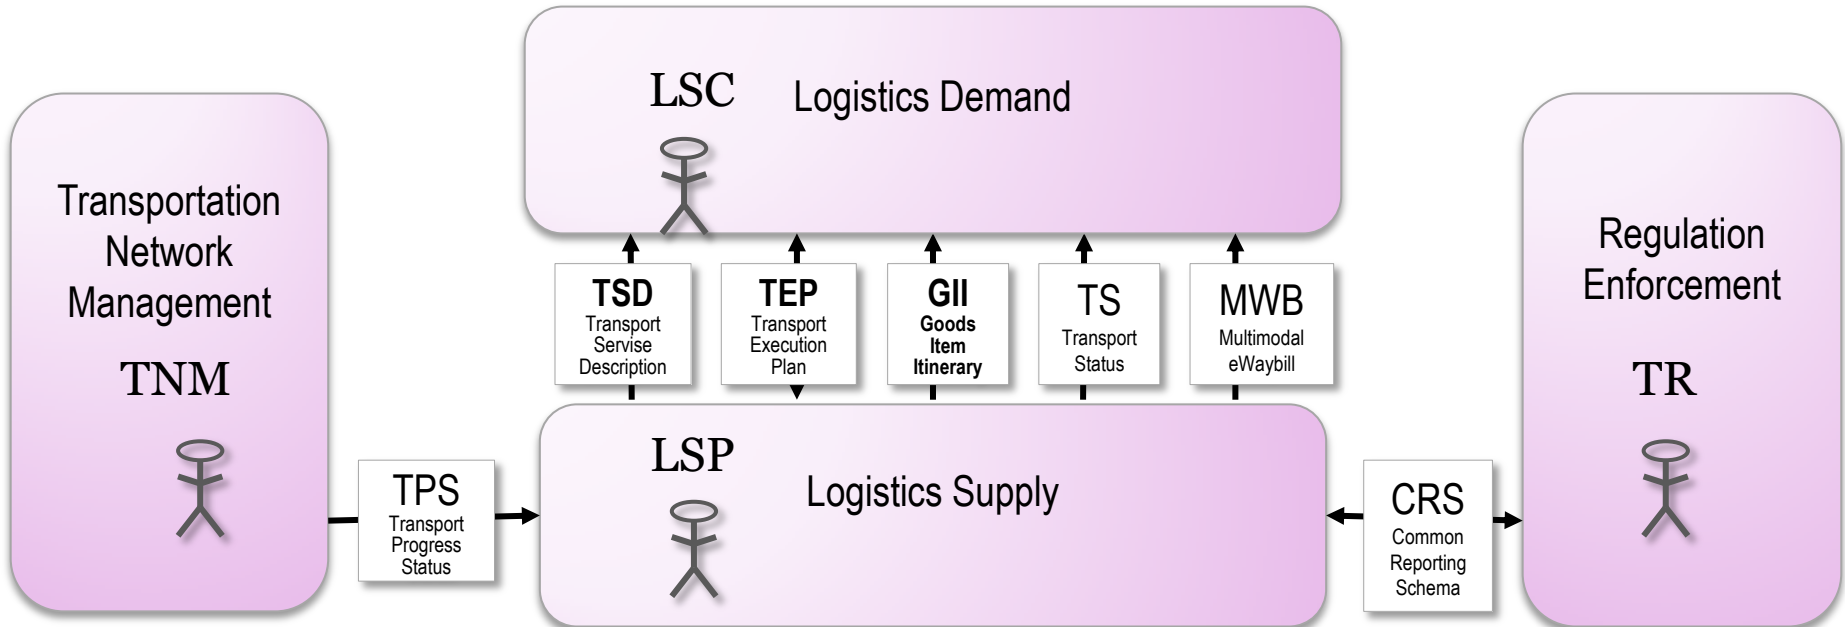 LSC
Logistics Demand
Transportation
Network
Management
TNM
Regulation
Enforcement
TR
TSD
Transport
Servise
Description
TEP
Transport
Execution
Plan
GII
Goods
Item
Itinerary
TS
Transport
Status
MWB
Multimodal
eWaybill
TPS
Transport
Progress
Status
LSP
Logistics Supply
CRS
Common
Reporting
Schema